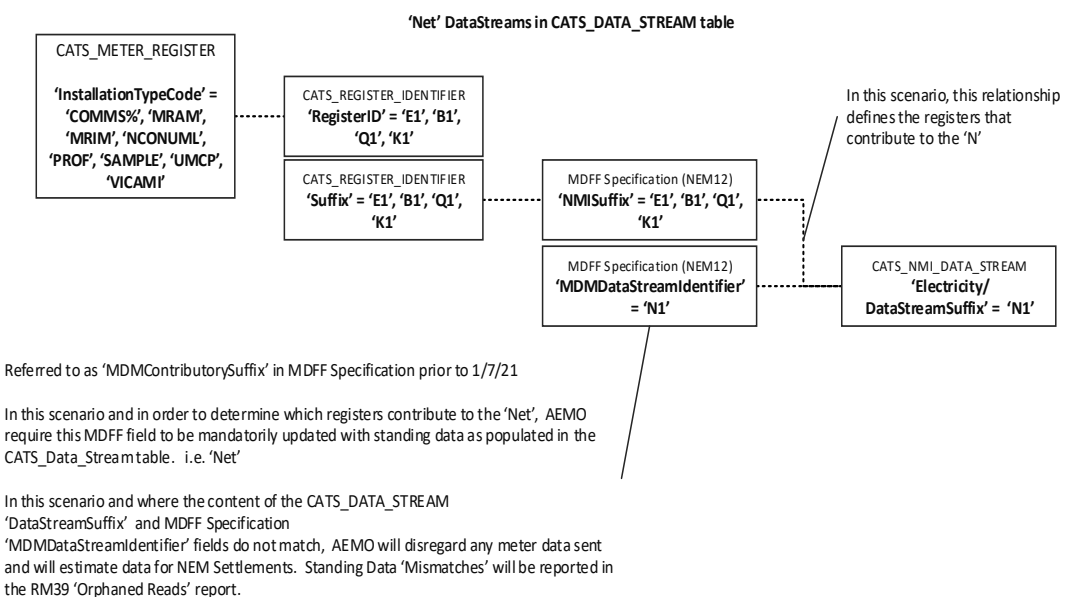 ‘Net’ DataStreams in CATS_DATA_STREAM table
CATS_METER_REGISTER
‘InstallationTypeCode’ =
‘COMMS%’, ‘MRAM’,
‘MRIM’, ‘NCONUML’,
‘PROF’, ‘SAMPLE’, ‘UMCP’,
‘VICAMI’
CATS_REGISTER_IDENTIFIER
‘RegisterID’ = ‘E1’, ‘B1’,
‘Q1’, ‘K1’
CATS_REGISTER_IDENTIFIER
‘Suffix’ = ‘E1’, ‘B1’, ‘Q1’,
‘K1’
MDFF Specification (NEM12)
‘NMISuffix’ = ‘E1’, ‘B1’, ‘Q1’,
‘K1’
MDFF Specification (NEM12)
‘MDMDataStreamIdentifier’
= ‘N1’
In this scenario, this relationship
defines the registers that
contribute to the ‘N’
CATS_NMI_DATA_STREAM
‘Electricity/
DataStreamSuffix’ = ‘N1’
Referred to as ‘MDMContributorySuffix’ in MDFF Specification prior to 1/7/21
In this scenario and in order to determine which registers contribute to the ‘Net’, AEMO
require this MDFF field to be mandatorily updated with standing data as populated in the
CATS_Data_Stream table. i.e. ‘Net’
In this scenario and where the content of the CATS_DATA_STREAM
‘DataStreamSuffix’ and MDFF Specification
‘MDMDataStreamIdentifier’ fields do not match, AEMO will disregard any meter data sent
and will estimate data for NEM Settlements. Standing Data ‘Mismatches’ will be reported in
the RM39 ‘Orphaned Reads’ report.